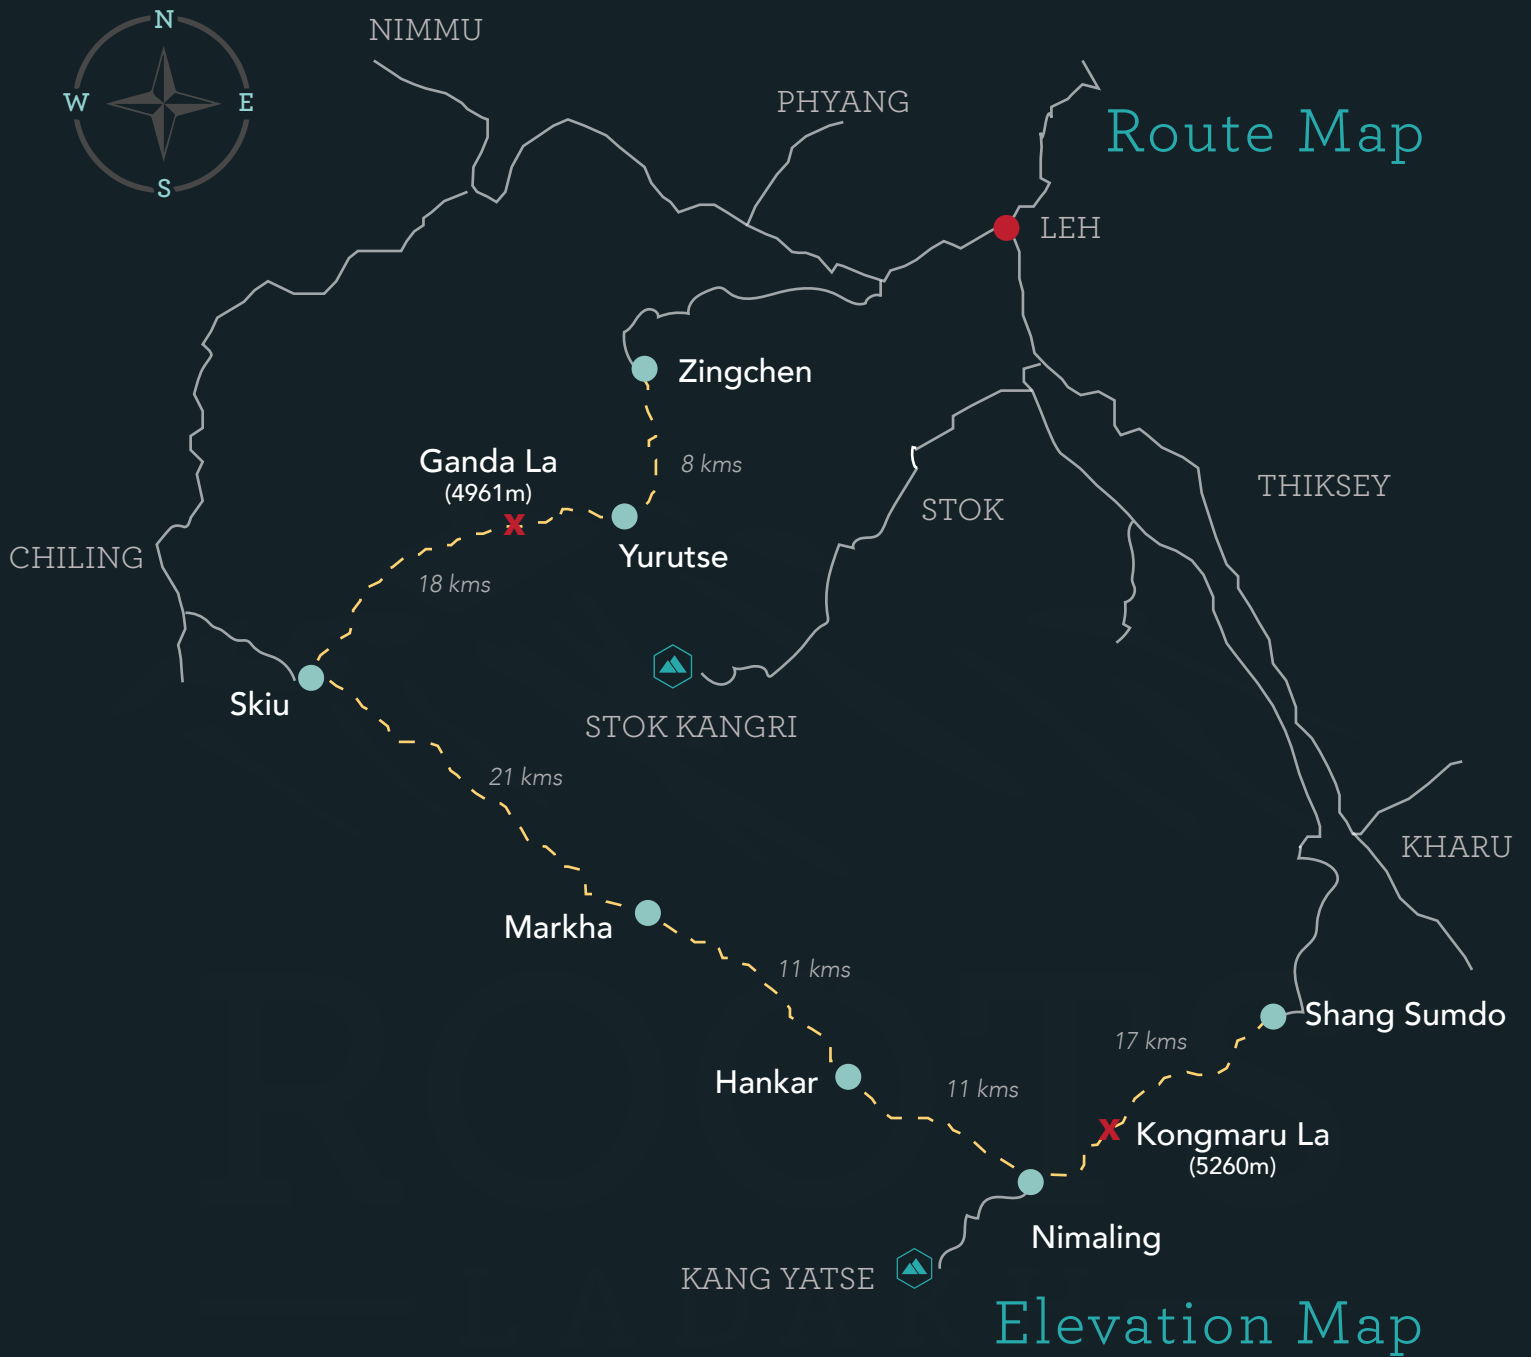 N
NIMMU
W
E
PHYANG
Route Map
S
LEH
Zingchen
Ganda La
(4961m)
8 kms
THIKSEY
STOK
CHILING
Yurutse
18 kms
Skiu
STOK KANGRI
21 kms
KHARU
Markha
11 kms
Shang Sumdo
17 kms
Hankar
11 kms
X
Kongmaru La
(5260m)
X
Nimaling
KANG YATSE
Elevation Map
ROOTS